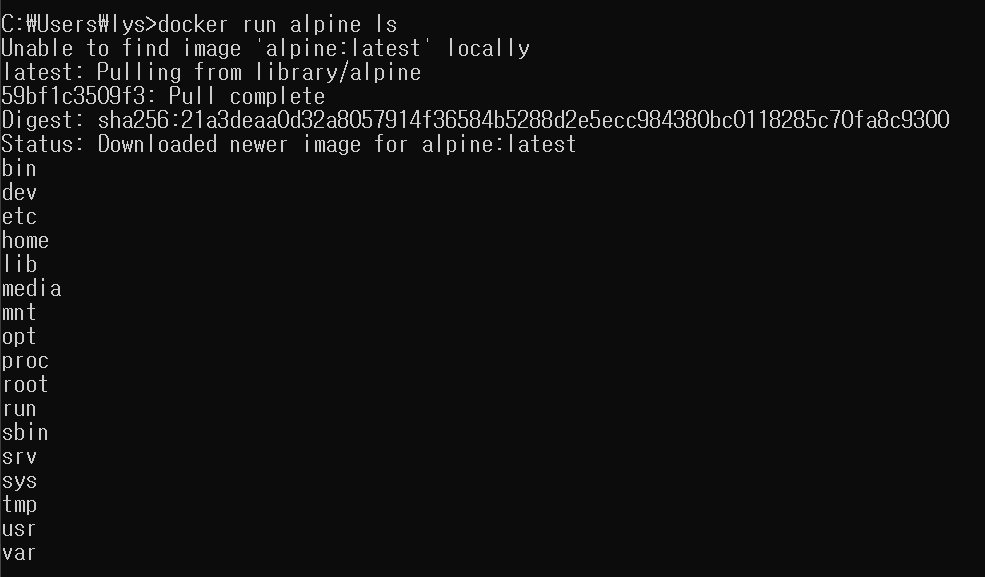 C:₩Users₩lys>docker run alpine ls
Unable to find image 'alpine:latest' locally
latest: Pulling from library/alpine
59bf1c3509f3: Pull complete
Digest: sha256:21a3deaa0d32a8057914f36584b5288d2e5ecc984380bc0118285c70fa8c9300
Status: Downloaded newer image for alpine:latest
bin
dev
etc
home
lib
media
mnt
opt
proc
root
run
sbin
srv
sys
tmp
usr
var